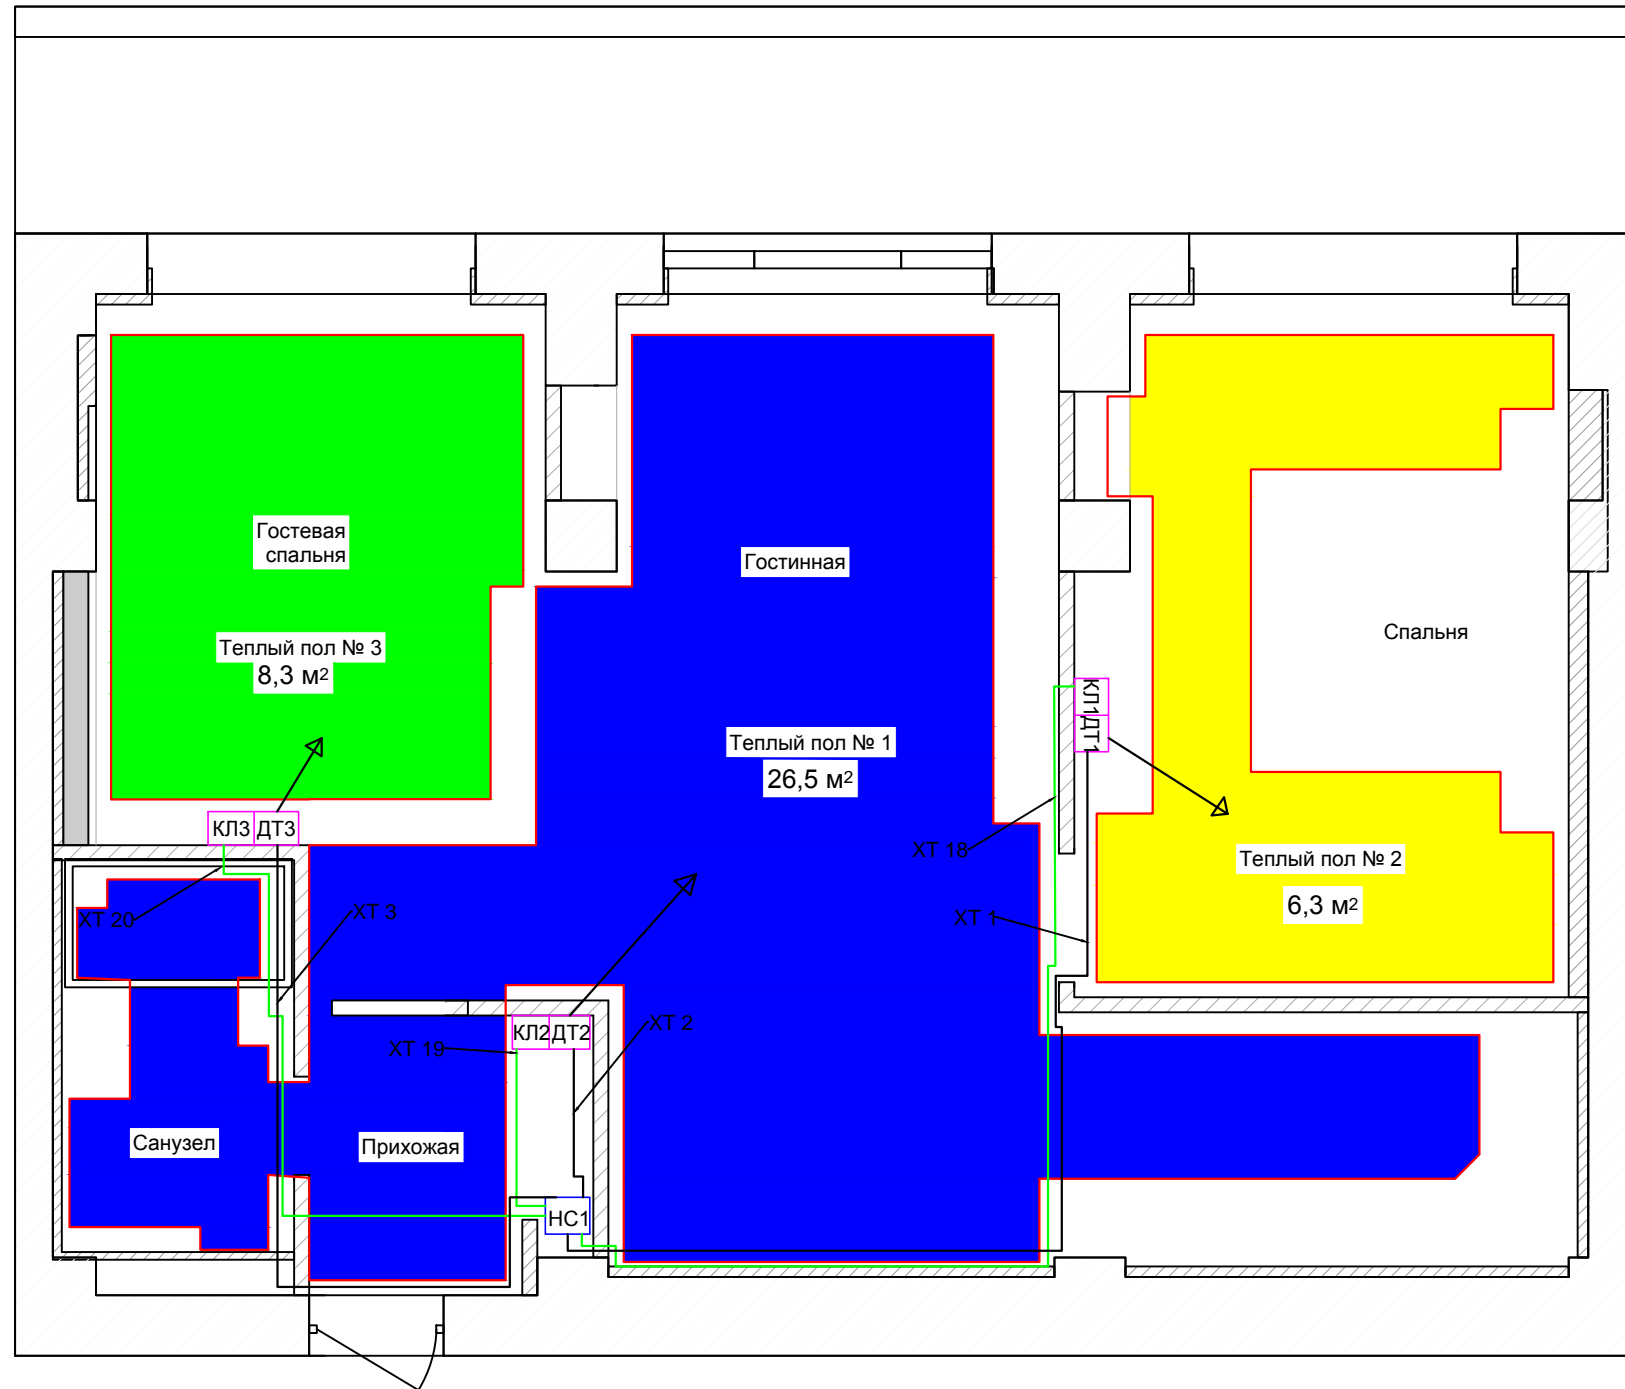 Гостевая
спальня
Гостинная
Спальня
Теплый пол № 3
8,3 м2
КЛ1
ДТ1
Теплый пол № 1
26,5 м2
КЛ3
ДТ3
ХТ 18
Теплый пол № 2
6,3 м2
ХТ 20
ХТ 3
ХТ 1
КЛ2
ДТ2
ХТ 2
ХТ 19
Санузел
Прихожая
НС1